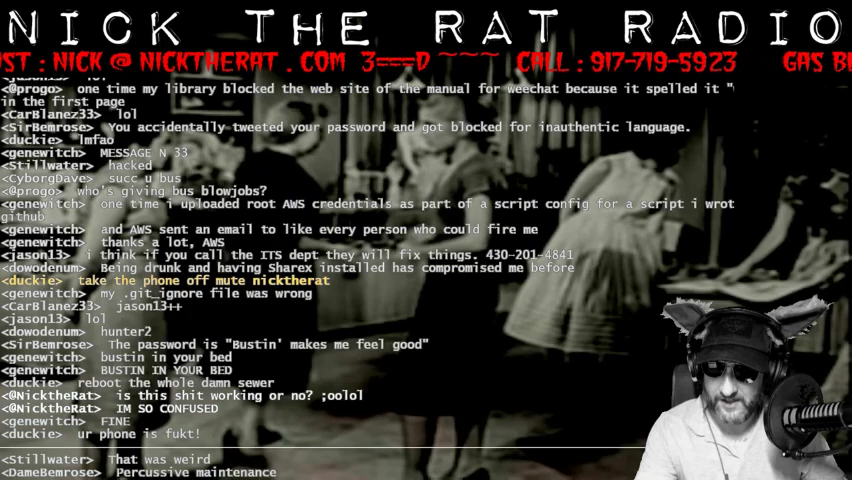 NICK THE RAT RADIO
UST : NICK @ NICKTHERAT . COM 3===D ~~~ CALL : 917-719-5923 GAS B
<jason13> lol
<@progo> one time my library blocked the web site of the manual for weechat because it spelled it "
in the first page
<CarBlanez33> lol
<SirBemrose> You accidentally tweeted your password and got blocked for inauthentic language.
<duckie> lmfao
<genewitch> MESSAGE N 33
<Stillwater> hacked
<CyborgDave> succ u bus
<@progo> who's giving bus blowjobs?
<genewitch> one time i uploaded root AWS credentials as part of a script config for a script i wrot
github
<genewitch> and AWS sent an email to like every person who could fire me
<genewitch> thanks a lot, AWS
<jason13> i think if you call the ITS dept they will fix things. 430-201-4841
<dowodenum> Being drunk and having Sharex installed has compromised me before
<duckie> take the phone off mute nicktherat
<genewitch> my .git_ignore file was wrong
<CarBlanez33> jason13++
<jason13> lol
<dowodenum> hunter2
<SirBemrose> The password is "Bustin' makes me feel good"
<genewitch> bustin in your bed
<genewitch> BUSTIN IN YOUR BED
<duckie> reboot the whole damn sewer
<@NicktheRat> is this shit working or no? ;oolol
<@NicktheRat> IM SO CONFUSED
<genewitch> FINE
<duckie> ur phone is fukt!
<Stillwater> That was weird
<DameBemrose> Percussive maintenance